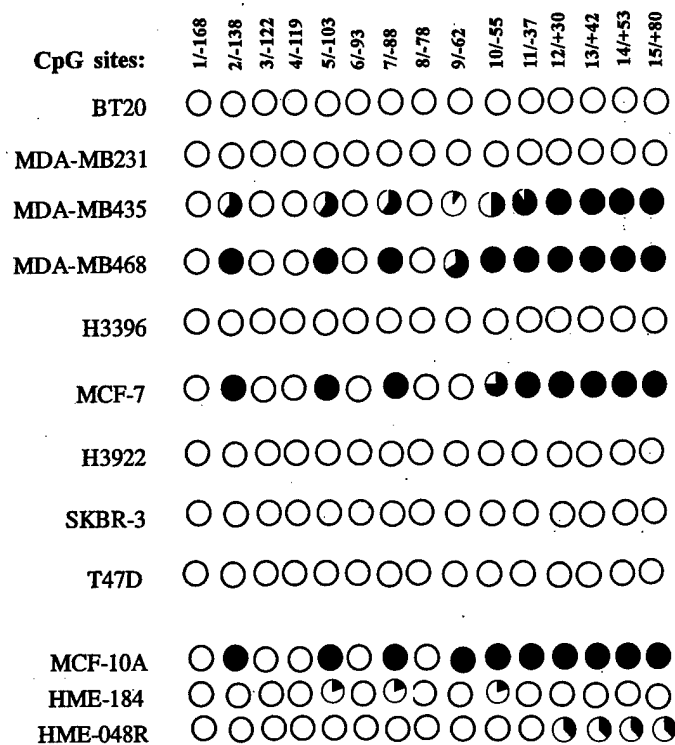 CpG sites: 1/-168 2/-138 3/-122 4/-119 5/-103 6/-93 7/-88 8/-78 9/-62 10/-55 11/-37 12/+30 13/+42 14/+53 15/+80
BT20
MDA-MB231
MDA-MB435
MDA-MB468
H3396
MCF-7
H3922
SKBR-3
T47D
MCF-10A
HME-184
HME-048R